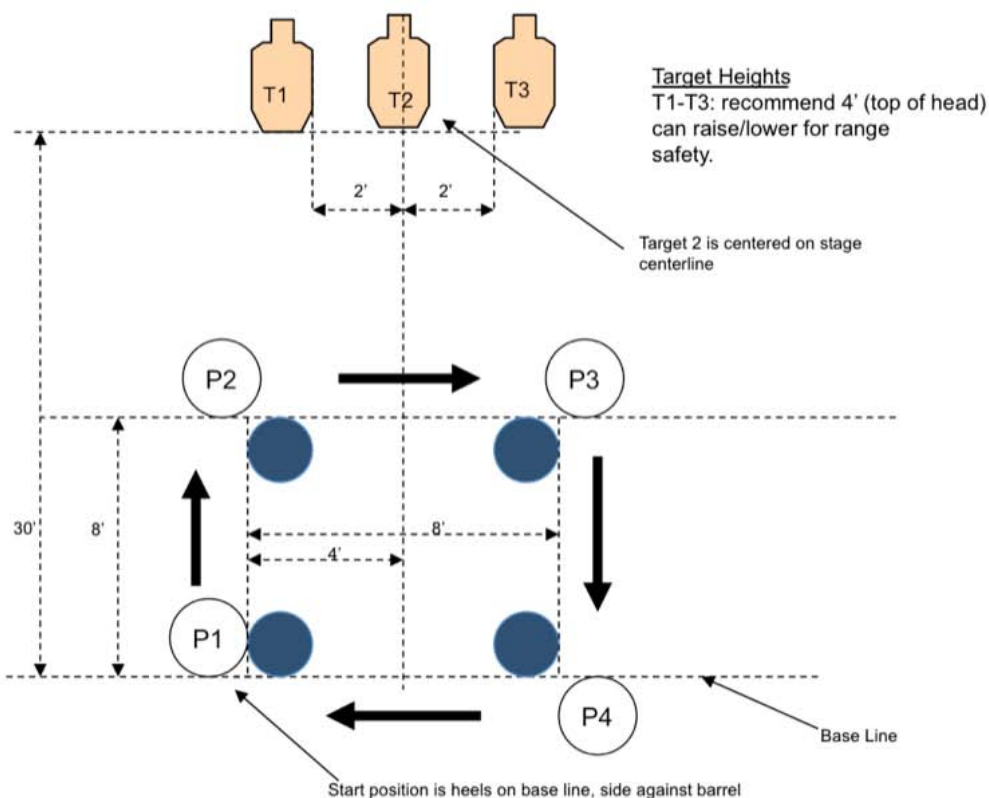 T1
T2
T3
Target Heights
T1-T3: recommend 4' (top of head)
can raise/lower for range
safety.
2'
2'
Target 2 is centered on stage
centerline
P2
P3
30'
8'
8'
4'
P1
P4
Base Line
Start position is heels on base line, side against barrel